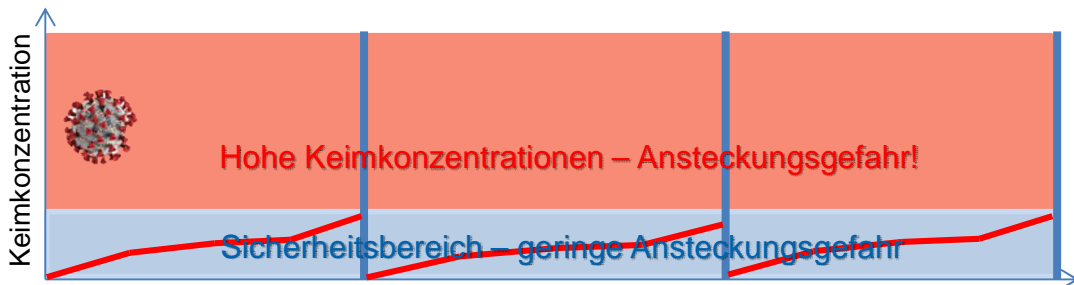 Keimkonzentration
Hohe Keimkonzentrationen – Ansteckungsgefahr!
Sicherheitsbereich – geringe Ansteckungsgefahr